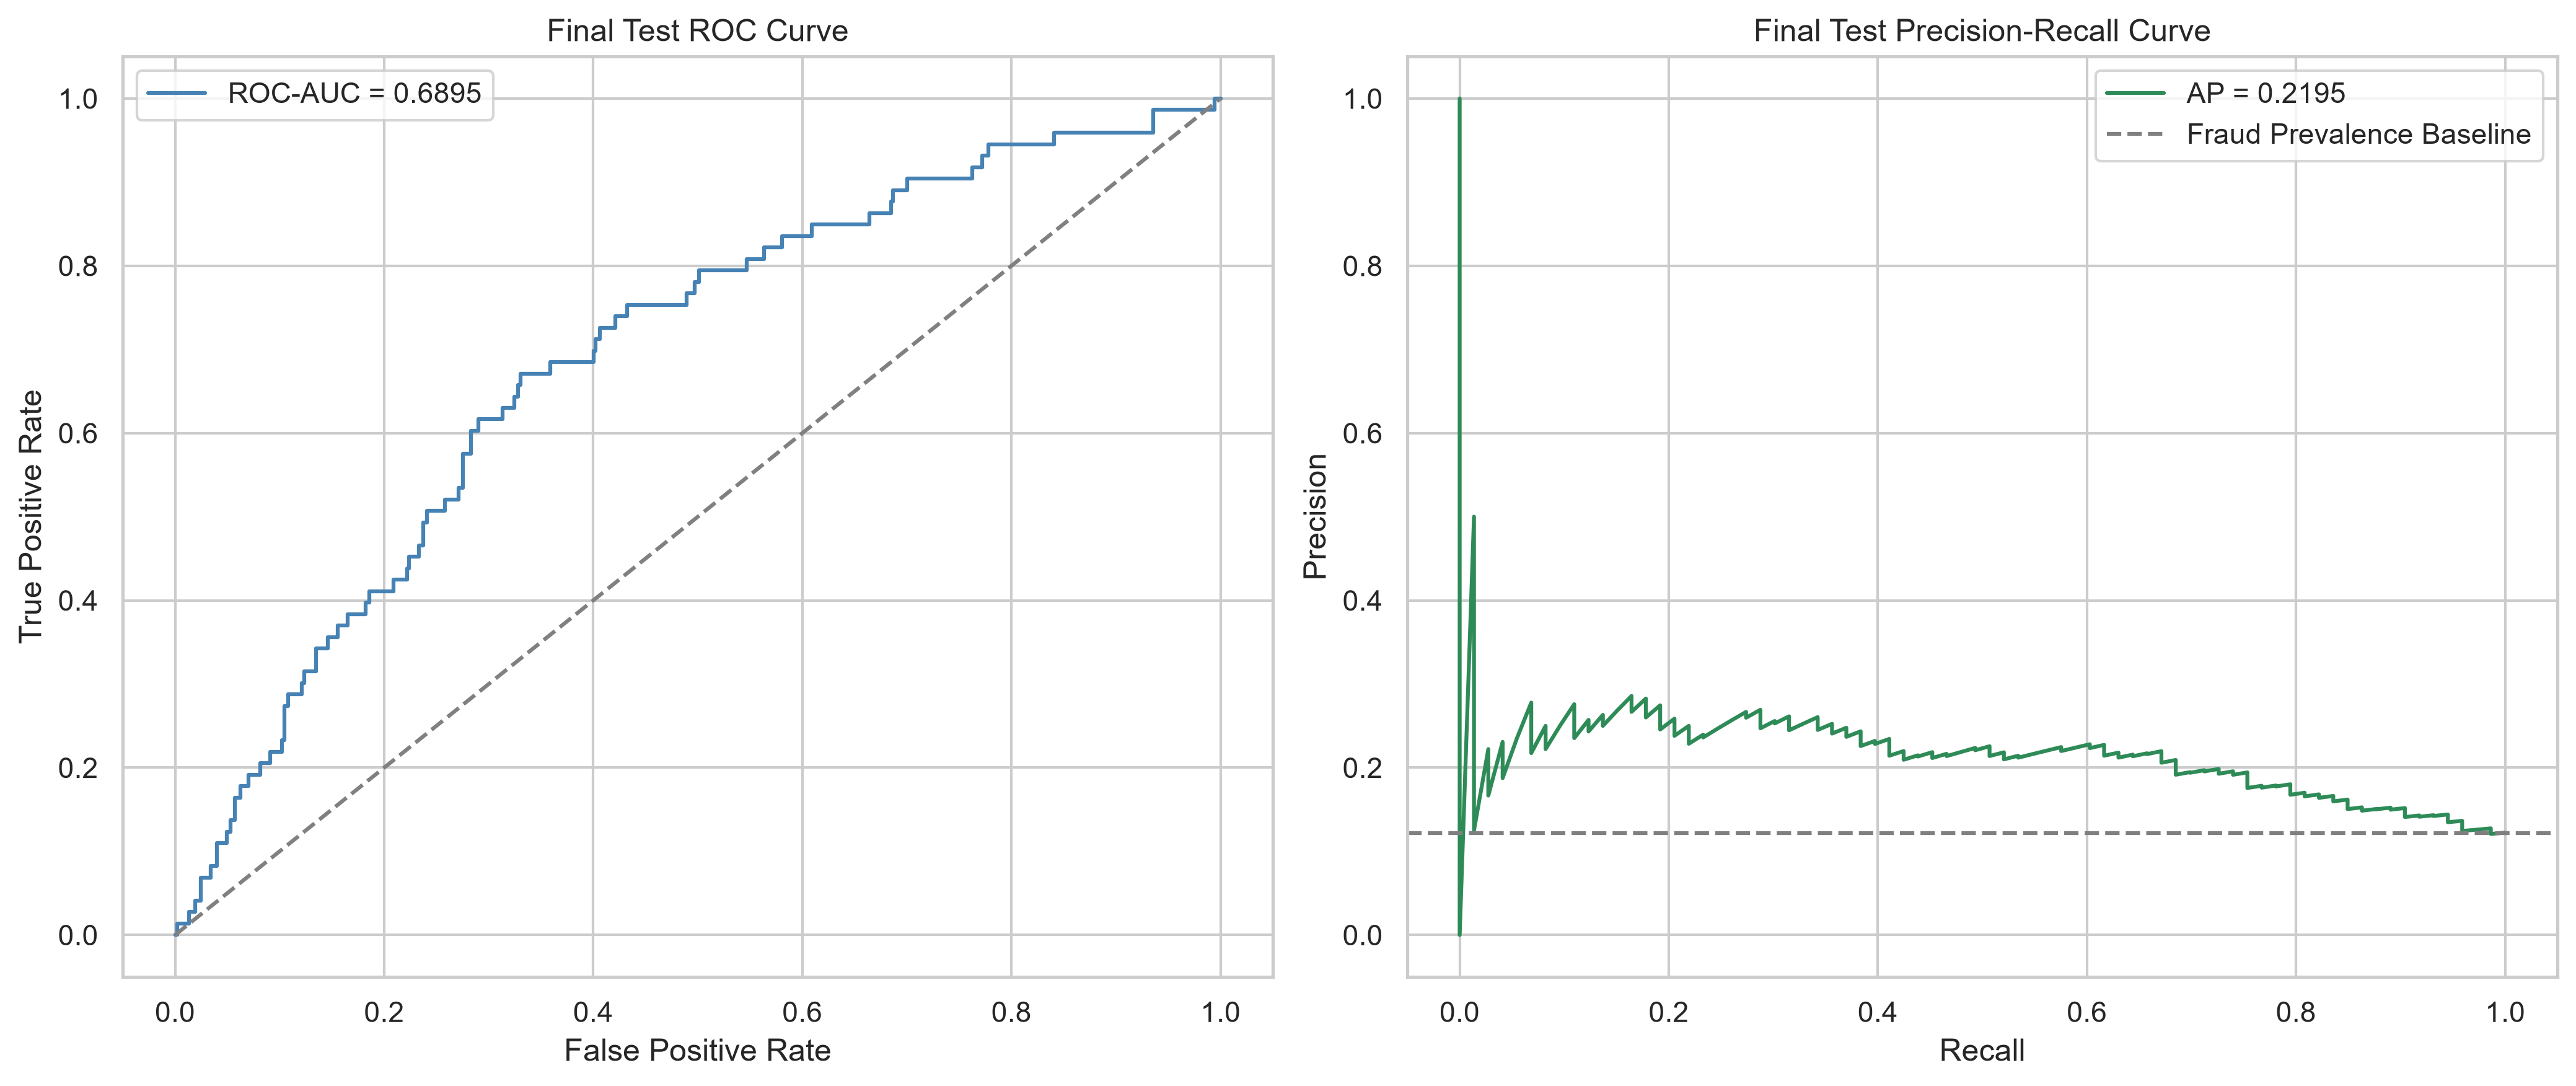 Final Test ROC Curve
ROC-AUC = 0.6895
1.0
0.8
0.6
0.4
0.2
0.0
True Positive Rate
0.0 0.2 0.4 0.6 0.8 1.0
False Positive Rate
Final Test Precision-Recall Curve
AP = 0.2195
Fraud Prevalence Baseline
1.0
0.8
0.6
0.4
0.2
0.0
Precision
0.0 0.2 0.4 0.6 0.8 1.0
Recall